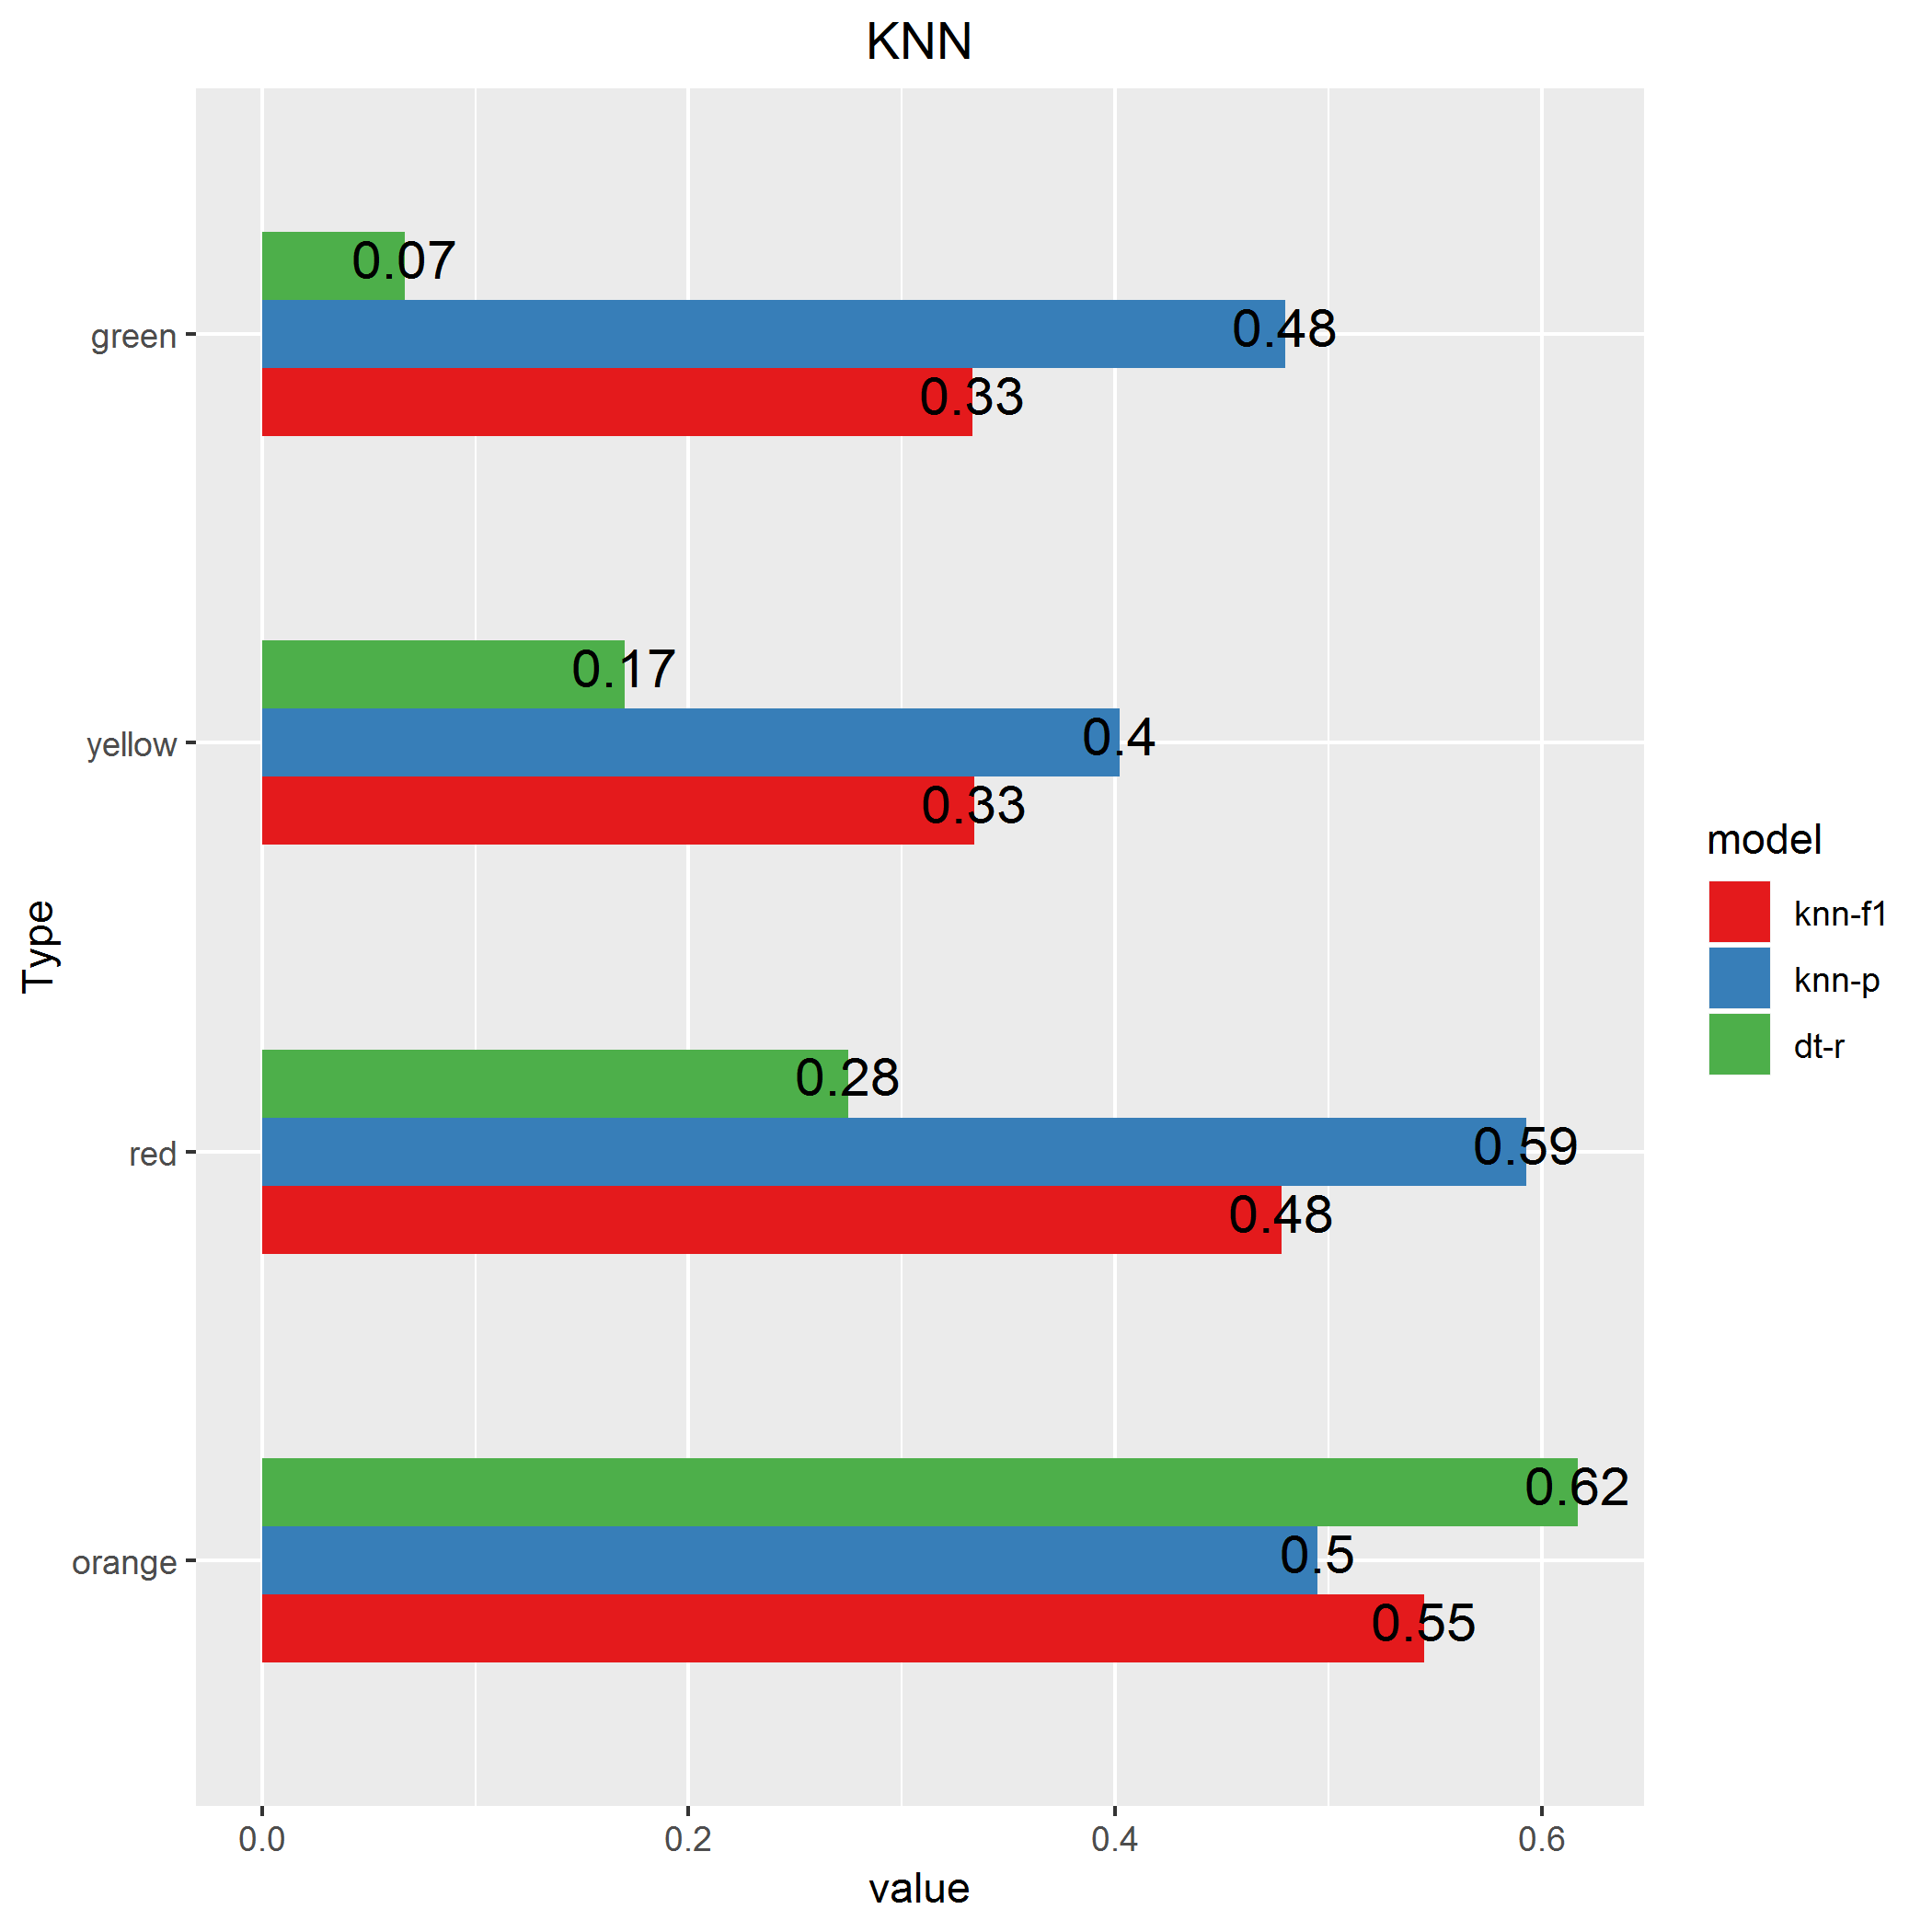 KNN
green
yellow
red
orange
Type
0.07
0.48
0.33
0.17
0.4
0.33
0.28
0.59
0.48
0.62
0.5
0.55
0.0
0.2
0.4
0.6
value
model
knn-f1
knn-p
dt-r